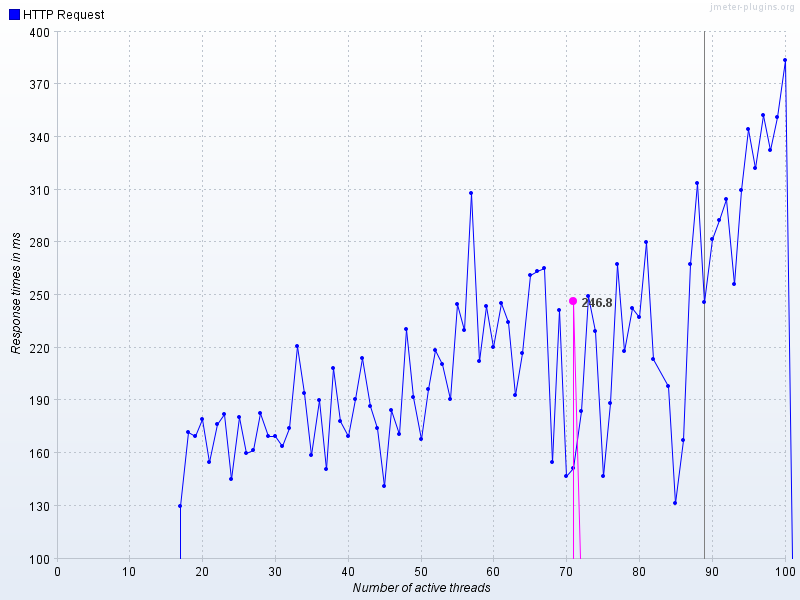 jmeter-plugins.org
HTTP Request
400
370
340
310
280
250
220
190
160
130
100
Response times in ms
246.8
0 10 20 30 40 50 60 70 80 90 100
Number of active threads